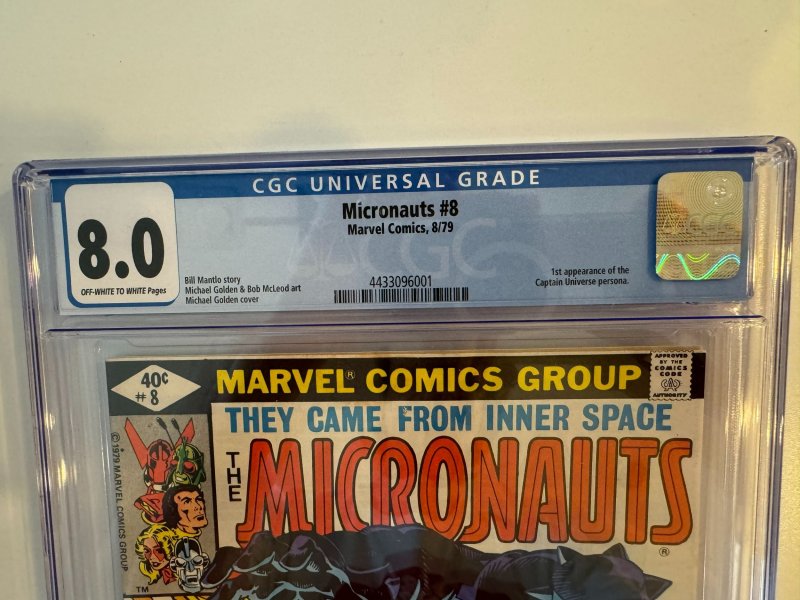 CGC UNIVERSAL GRADE
8.0
OFF-WHITE TO WHITE Pages
Micronauts #8
Marvel Comics, 8/79
Bill Mantlo story
Michael Golden & Bob McLeod art
Michael Golden cover
4433096001
1st appearance of the
Captain Universe persona.
CGC
CGC
40¢
#8
MARVEL® COMICS GROUP
APPROVED
BY THE
COMICS
CODE
AUTHORITY
THEY CAME FROM INNER SPACE
THE
MICRONAUTS
®
© 1979 MARVEL COMICS GROUP
TM